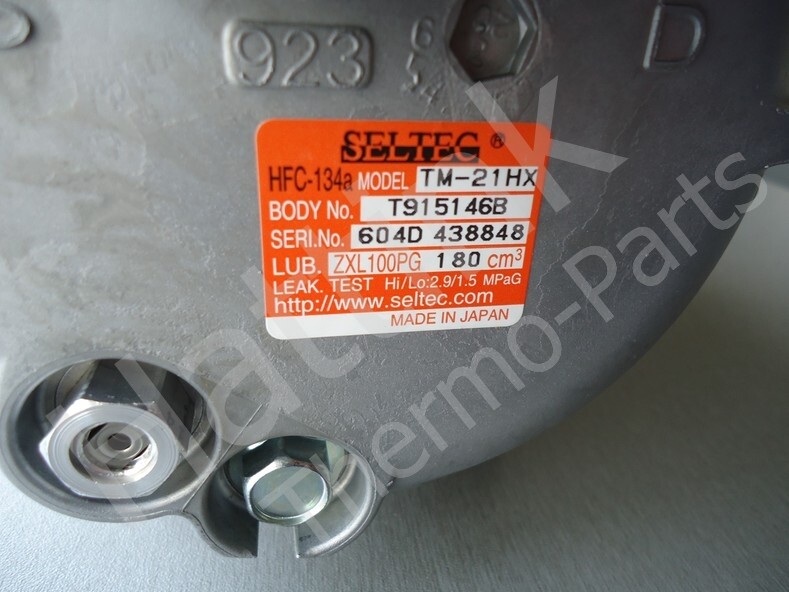 923
D
SELTEC ®
HFC-134a MODEL TM-21HX
BODY No. T915146B
SERI.No. 604D 438848
LUB. ZXL100PG 180 cm³
LEAK. TEST Hi/Lo:2.9/1.5 MPaG
http://www.seltec.com
MADE IN JAPAN
Thermo-Parts